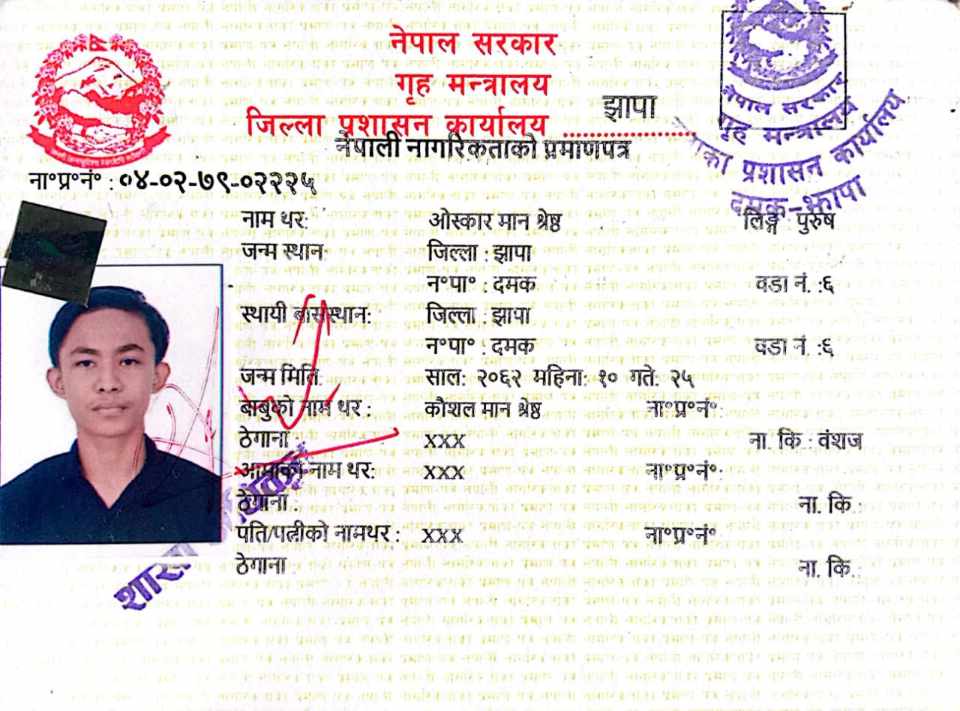 नेपाल सरकार
गृह मन्त्रालय
जिल्ला प्रशासन कार्यालय झापा
नेपाली नागरिकताको प्रमाणपत्र
नेपाल सरकार
गृह मन्त्रालय
प्रशासन कार्यालय
दमक-झापा
ना॰प्र॰नं॰ : ०४-०२-७९-०२२२५
नाम थर: ओस्कार मान श्रेष्ठ लिङ्ग : पुरुष
जन्म स्थान जिल्ला : झापा
न॰पा॰ : दमक वडा नं. :६
स्थायी बासस्थान: जिल्ला : झापा
न॰पा॰ : दमक वडा नं. :६
जन्म मिति साल: २०६२ महिना: १० गते: २५
बाबुको नाम थर : कौशल मान श्रेष्ठ ना॰प्र॰नं॰
ठेगाना xxx ना. कि : वंशज
आमाको नाम थर: xxx ना॰प्र॰नं॰
ठेगाना : ना. कि :
पति/पत्नीको नामथर : xxx ना॰प्र॰नं॰
ठेगाना ना. कि.